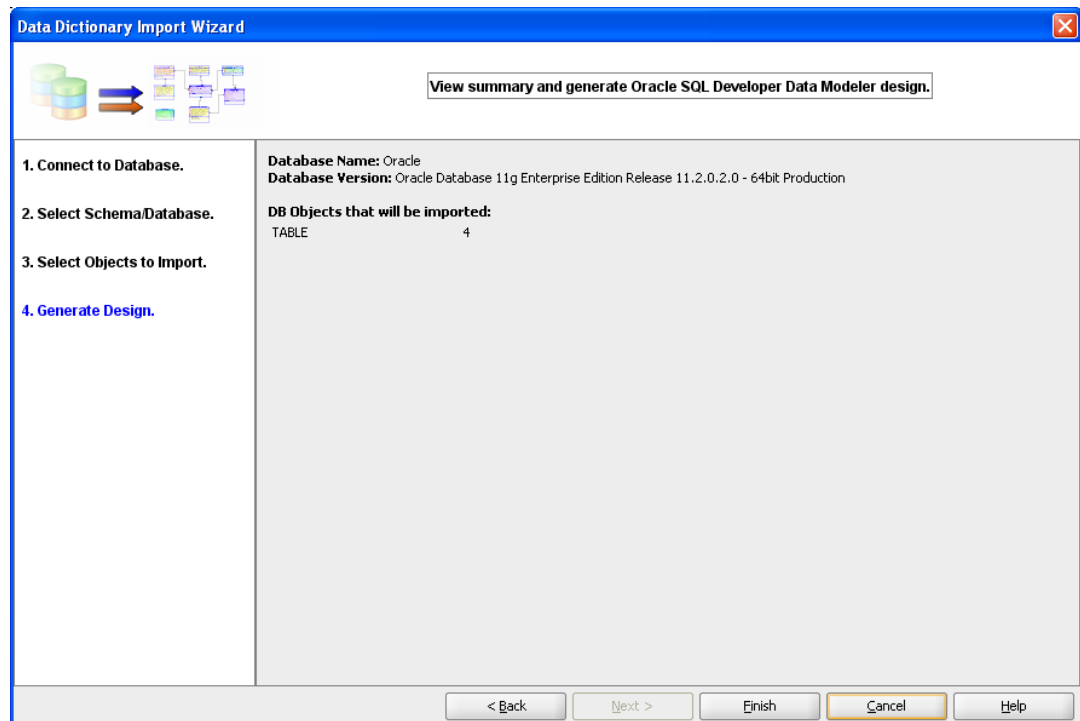 Data Dictionary Import Wizard
View summary and generate Oracle SQL Developer Data Modeler design.
1. Connect to Database.
2. Select Schema/Database.
3. Select Objects to Import.
4. Generate Design.
Database Name: Oracle
Database Version: Oracle Database 11g Enterprise Edition Release 11.2.0.2.0 - 64bit Production
DB Objects that will be imported:
TABLE 4
< Back Next > Finish Cancel Help